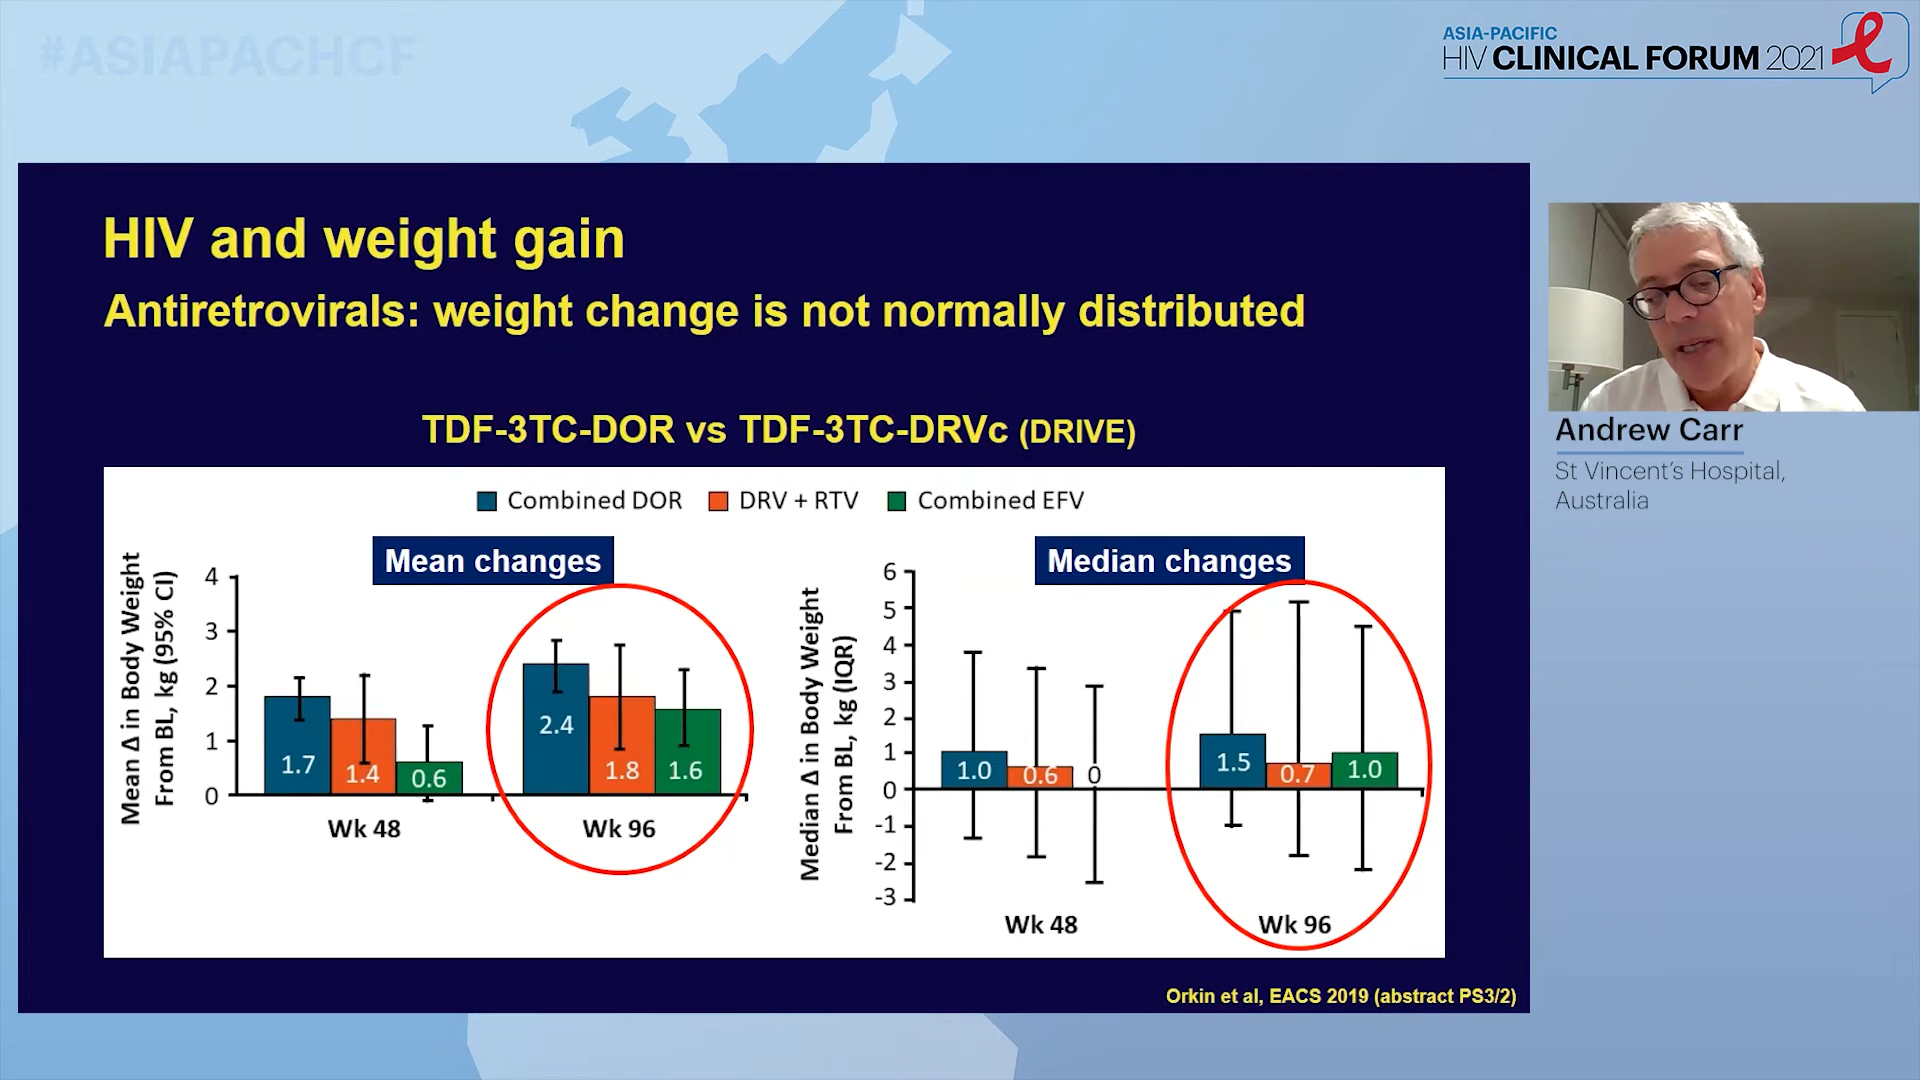 #ASIAPACHCF
ASIA-PACIFIC
HIV CLINICAL FORUM 2021
HIV and weight gain
Antiretrovirals: weight change is not normally distributed
TDF-3TC-DOR vs TDF-3TC-DRVc (DRIVE)
Combined DOR DRV + RTV Combined EFV
Mean changes
Mean Δ in Body Weight
From BL, kg (95% CI)
4
3
2
1
0
1.7
1.4
0.6
2.4
1.8
1.6
Wk 48
Wk 96
Median changes
Median Δ in Body Weight
From BL, kg (IQR)
6
5
4
3
2
1
0
-1
-2
-3
1.0
0.6
0
1.5
0.7
1.0
Wk 48
Wk 96
Orkin et al, EACS 2019 (abstract PS3/2)
Andrew Carr
St Vincent's Hospital,
Australia